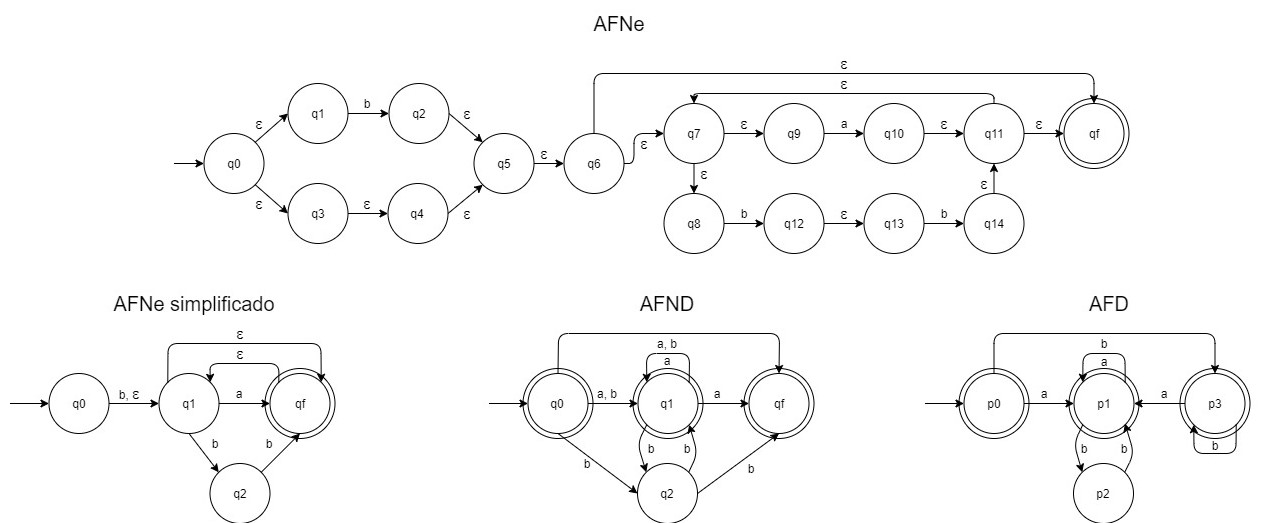 AFNe
ε
ε
q1 b q2 ε
q7 ε q9 a q10 ε q11 ε qf
ε
ε
q0 q5 ε q6
ε
ε
ε
q3 ε q4 ε
ε
q8 b q12 ε q13 b q14
AFNe simplificado
AFND
AFD
ε
ε
q0 b, ε q1 a qf
b b
q2
a, b
a
q0 a, b q1 a qf
b b b b
q2
b
a
p0 a p1 a p3
b b b
p2